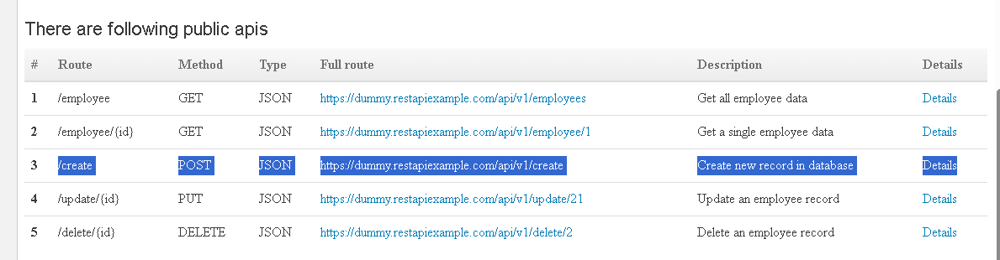 There are following public apis
# Route Method Type Full route Description Details
1 /employee GET JSON https://dummy.restapiexample.com/api/v1/employees Get all employee data Details
2 /employee/{id} GET JSON https://dummy.restapiexample.com/api/v1/employee/1 Get a single employee data Details
3 /create POST JSON https://dummy.restapiexample.com/api/v1/create Create new record in database Details
4 /update/{id} PUT JSON https://dummy.restapiexample.com/api/v1/update/21 Update an employee record Details
5 /delete/{id} DELETE JSON https://dummy.restapiexample.com/api/v1/delete/2 Delete an employee record Details